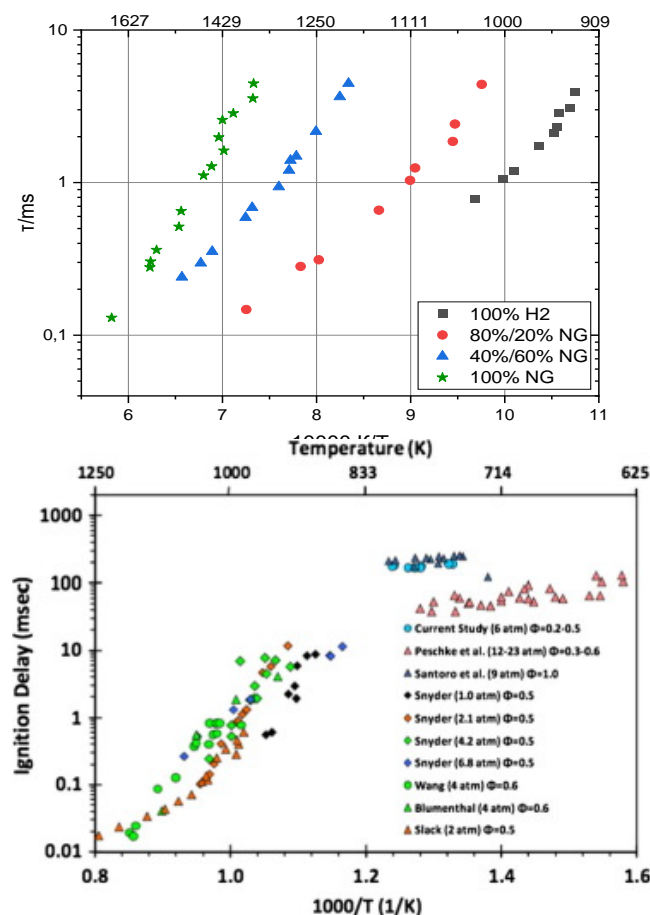 1627 1429 1250 1111 1000 909
10
1
0,1
τ/ms
100% H2
80%/20% NG
40%/60% NG
100% NG
6 7 8 9 10 11
Temperature (K)
1250 1000 833 714 625
Ignition Delay (msec)
1000
100
10
1
0.1
0.01
Current Study (6 atm) Φ=0.2-0.5
Peschke et al. (12-23 atm) Φ=0.3-0.6
Santoro et al. (9 atm) Φ=1.0
Snyder (1.0 atm) Φ=0.5
Snyder (2.1 atm) Φ=0.5
Snyder (4.2 atm) Φ=0.5
Snyder (6.8 atm) Φ=0.5
Wang (4 atm) Φ=0.6
Blumenthal (4 atm) Φ=0.6
Slack (2 atm) Φ=0.5
0.8 1.0 1.2 1.4 1.6
1000/T (1/K)